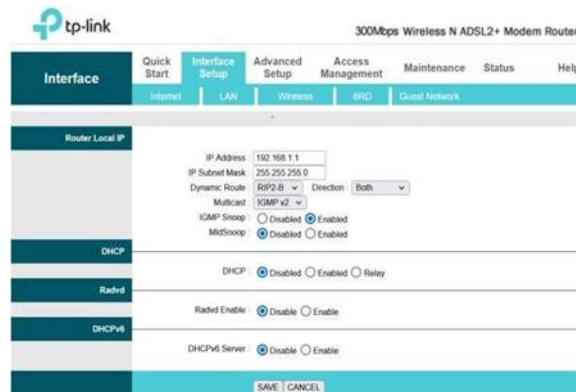 tp-link
300Mbps Wireless N ADSL2+ Modem Router
Interface
Quick Start
Interface Setup
Advanced Setup
Access Management
Maintenance
Status
Help
Internet
LAN
Wireless
6RD
Guest Network
Router Local IP
IP Address : 192.168.1.1
IP Subnet Mask : 255.255.255.0
Dynamic Route : RIP2-B Direction : Both
Multicast : IGMP v2
IGMP Snoop : Disabled Enabled
MldSnoop : Disabled Enabled
DHCP
DHCP : Disabled Enabled Relay
Radvd
Radvd Enable : Disable Enable
DHCPv6
DHCPv6 Server : Disable Enable
SAVE CANCEL